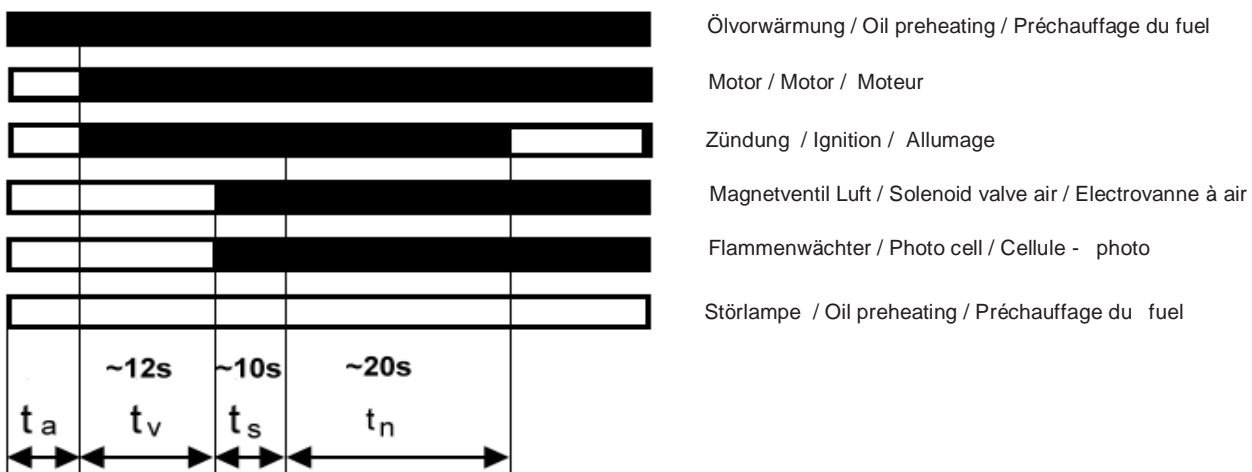 Ölvorwärmung / Oil preheating / Préchauffage du fuel
Motor / Motor / Moteur
Zündung / Ignition / Allumage
Magnetventil Luft / Solenoid valve air / Electrovanne à air
Flammenwächter / Photo cell / Cellule - photo
Störlampe / Oil preheating / Préchauffage du fuel
~12s ~10s ~20s
ta tv ts tn